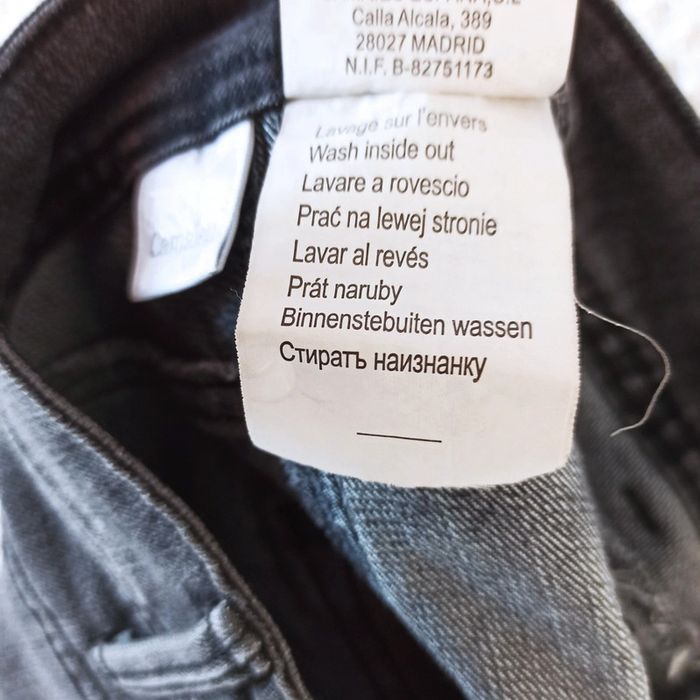 Calla Alcala, 389
28027 MADRID
N.I.F. B-82751173
Lavage sur l'envers
Wash inside out
Lavare a rovescio
Prać na lewej stronie
Lavar al revés
Prát naruby
Binnenstebuiten wassen
Стирать наизнанку